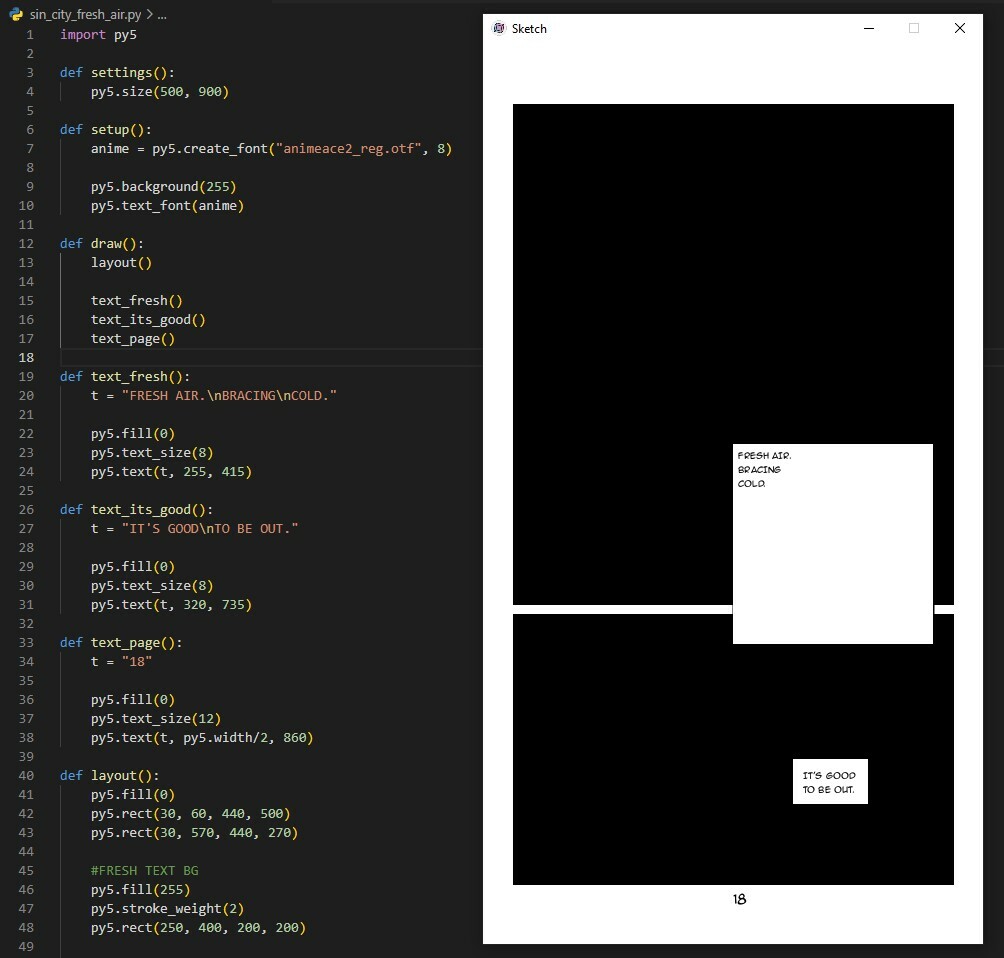 sin_city_fresh_air.py > ...
1 import py5
2
3 def settings():
4     py5.size(500, 900)
5
6 def setup():
7     anime = py5.create_font("animeace2_reg.otf", 8)
8
9     py5.background(255)
10     py5.text_font(anime)
11
12 def draw():
13     layout()
14
15     text_fresh()
16     text_its_good()
17     text_page()
18
19 def text_fresh():
20     t = "FRESH AIR.\nBRACING\nCOLD."
21
22     py5.fill(0)
23     py5.text_size(8)
24     py5.text(t, 255, 415)
25
26 def text_its_good():
27     t = "IT'S GOOD\nTO BE OUT."
28
29     py5.fill(0)
30     py5.text_size(8)
31     py5.text(t, 320, 735)
32
33 def text_page():
34     t = "18"
35
36     py5.fill(0)
37     py5.text_size(12)
38     py5.text(t, py5.width/2, 860)
39
40 def layout():
41     py5.fill(0)
42     py5.rect(30, 60, 440, 500)
43     py5.rect(30, 570, 440, 270)
44
45     #FRESH TEXT BG
46     py5.fill(255)
47     py5.stroke_weight(2)
48     py5.rect(250, 400, 200, 200)
49
Sketch
FRESH AIR.
BRACING
COLD.
IT'S GOOD
TO BE OUT.
18